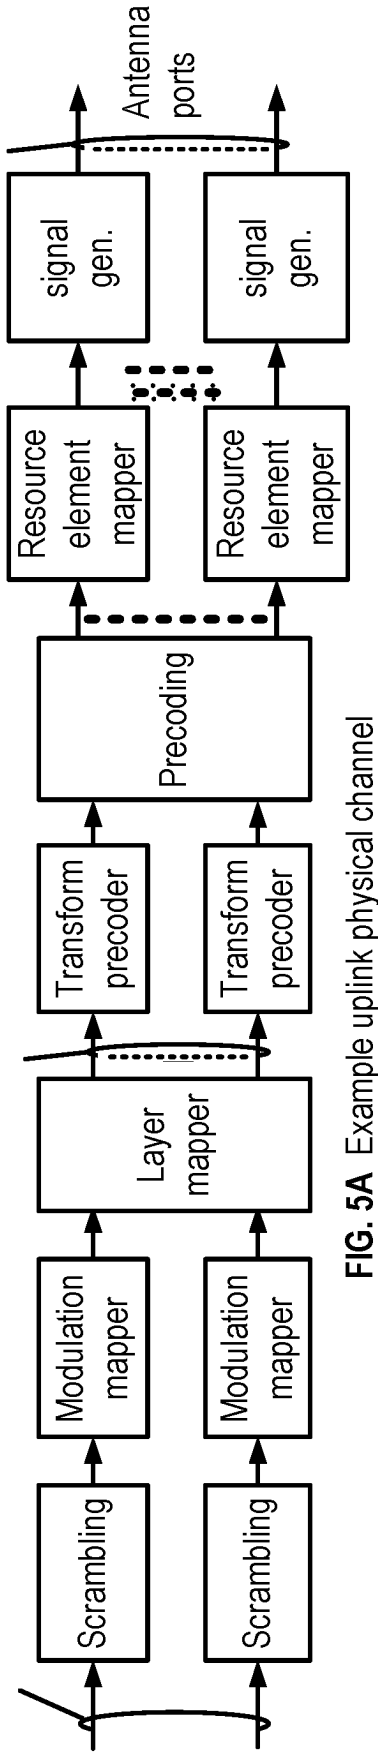 Scrambling
Scrambling
Modulation
mapper
Modulation
mapper
Layer
mapper
Transform
precoder
Transform
precoder
Precoding
Resource
element
mapper
Resource
element
mapper
signal
gen.
signal
gen.
Antenna
ports
FIG. 5A Example uplink physical channel